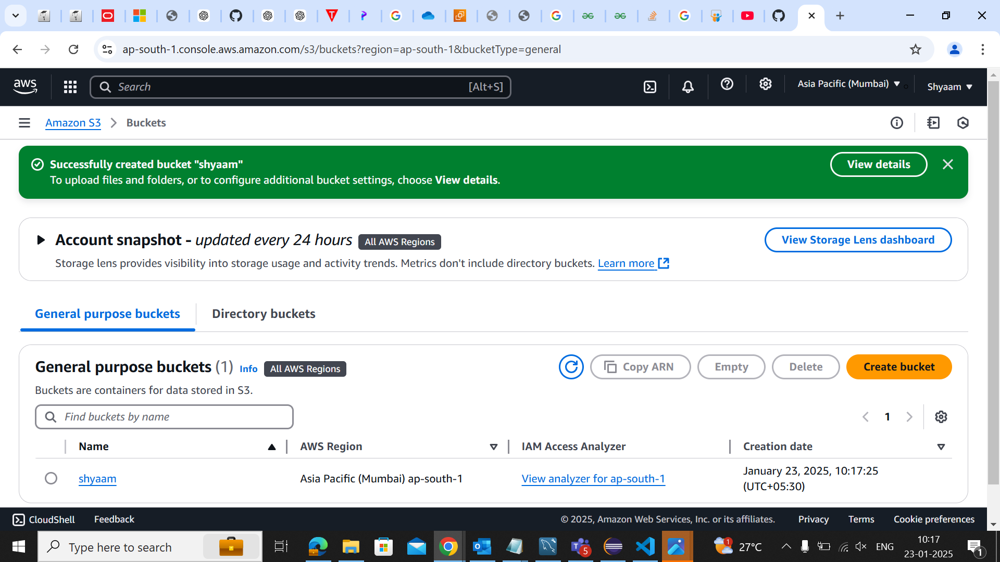 ap-south-1.console.aws.amazon.com/s3/buckets?region=ap-south-1&bucketType=general
aws
Search
[Alt+S]
Asia Pacific (Mumbai)
Shyaam
Amazon S3
Buckets
Successfully created bucket "shyaam"
To upload files and folders, or to configure additional bucket settings, choose View details.
View details
Account snapshot - updated every 24 hours
All AWS Regions
View Storage Lens dashboard
Storage lens provides visibility into storage usage and activity trends. Metrics don't include directory buckets. Learn more
General purpose buckets
Directory buckets
General purpose buckets (1)
Info
All AWS Regions
Copy ARN
Empty
Delete
Create bucket
Buckets are containers for data stored in S3.
Find buckets by name
1
Name
AWS Region
IAM Access Analyzer
Creation date
shyaam
Asia Pacific (Mumbai) ap-south-1
View analyzer for ap-south-1
January 23, 2025, 10:17:25
(UTC+05:30)
CloudShell
Feedback
© 2025, Amazon Web Services, Inc. or its affiliates.
Privacy
Terms
Cookie preferences
Type here to search
5
1
27°C
ENG
10:17
23-01-2025
1